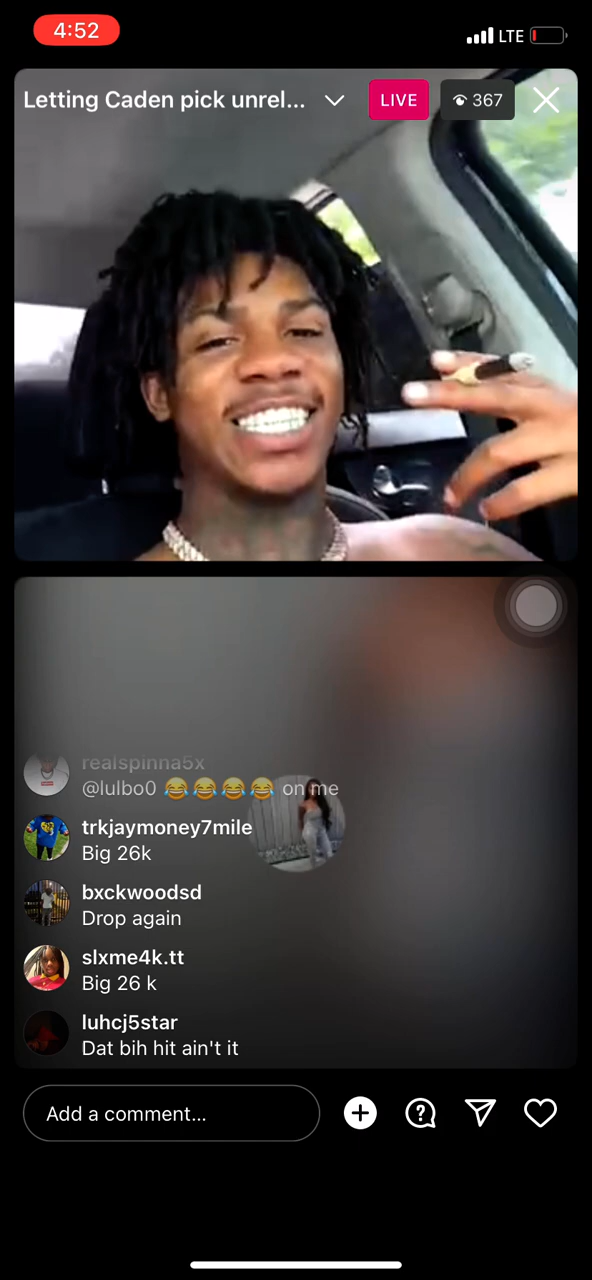 4:52
LTE
Letting Caden pick unrel...
LIVE
367
realspinna5x
@lulbo0 😂😂😂😂 on me
trkjaymoney7mile
Big 26k
bxckwoodsd
Drop again
slxme4k.tt
Big 26 k
luhcj5star
Dat bih hit ain't it
Add a comment...